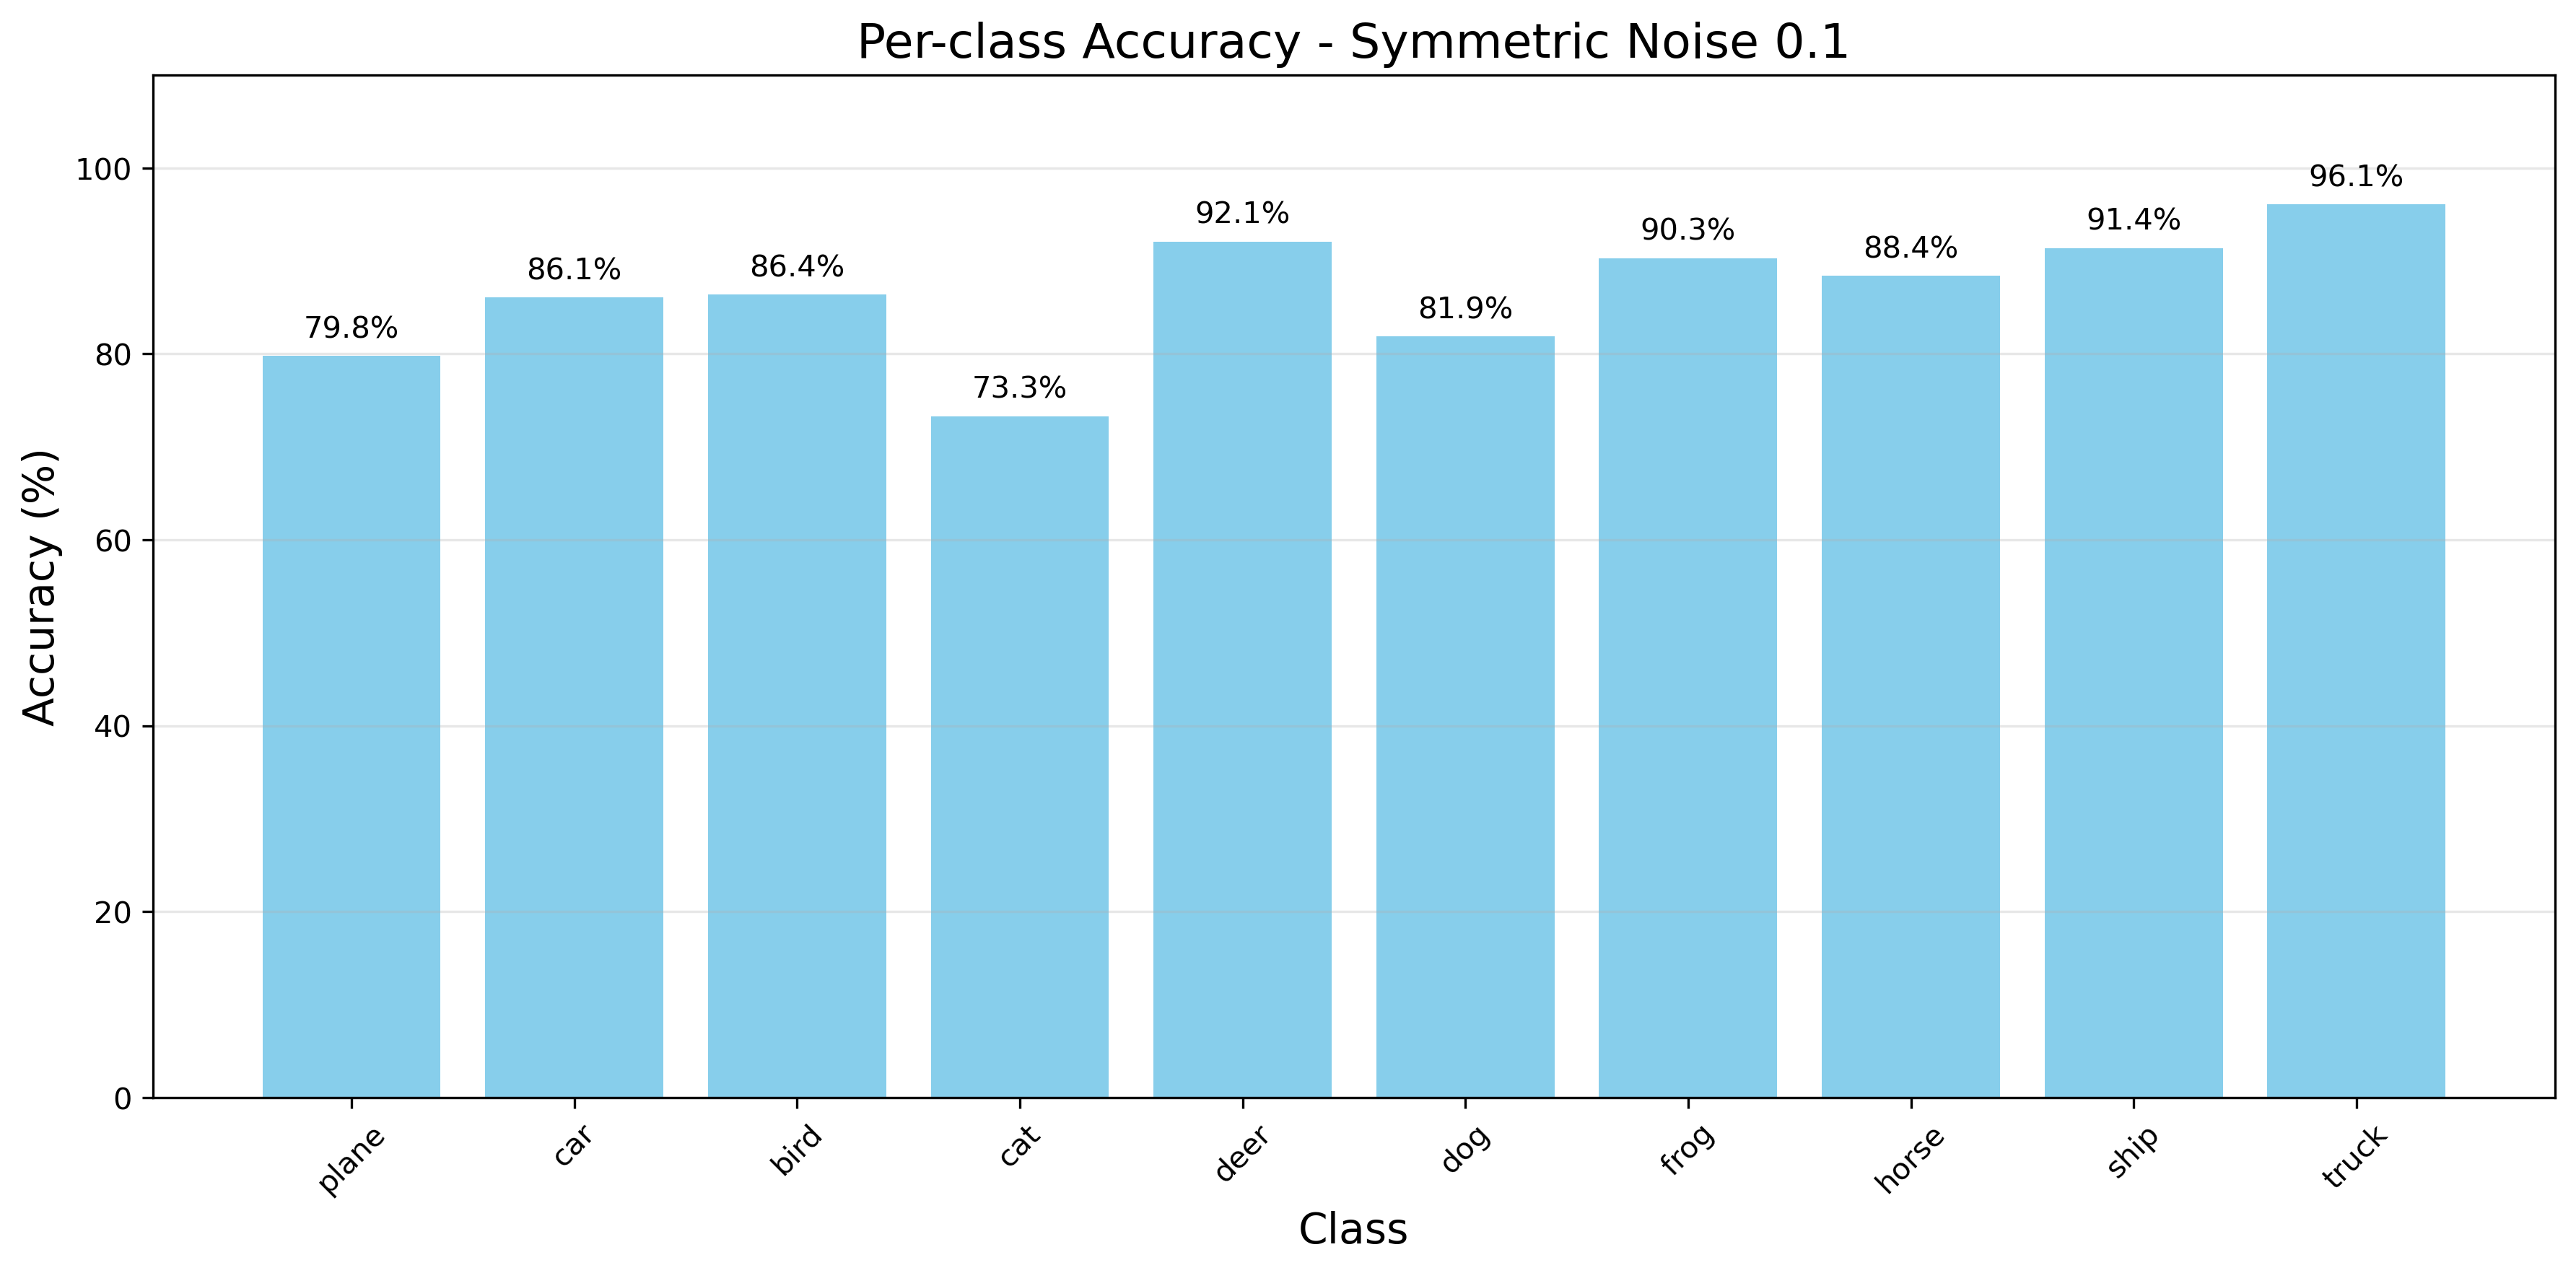 Per-class Accuracy - Symmetric Noise 0.1
Accuracy (%)
100
80
60
40
20
0
79.8%
86.1%
86.4%
73.3%
92.1%
81.9%
90.3%
88.4%
91.4%
96.1%
plane
car
bird
cat
deer
dog
frog
horse
ship
truck
Class